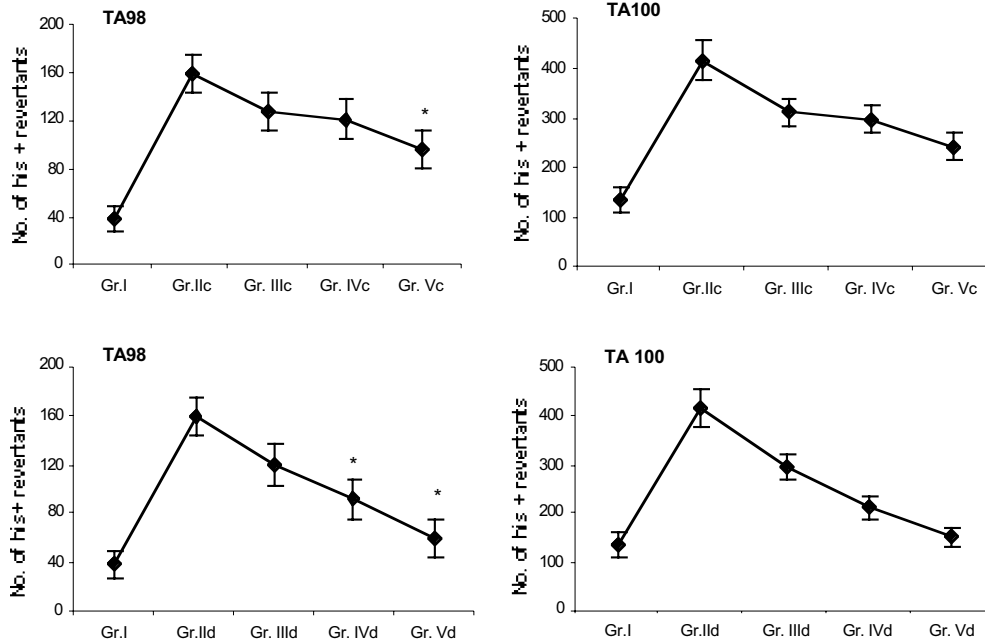 TA98
No. of his + revertants
200
160
120
80
40
0
*
Gr.I Gr.IIc Gr. IIIc Gr. IVc Gr. Vc
TA100
No. of his + revertants
500
400
300
200
100
0
Gr.I Gr.IIc Gr. IIIc Gr. IVc Gr. Vc
TA98
No. of his+ revertants
200
160
120
80
40
0
*
*
Gr.I Gr.IId Gr. IIId Gr. IVd Gr. Vd
TA 100
No. of his + revertants
500
400
300
200
100
0
Gr.I Gr.IId Gr. IIId Gr. IVd Gr. Vd